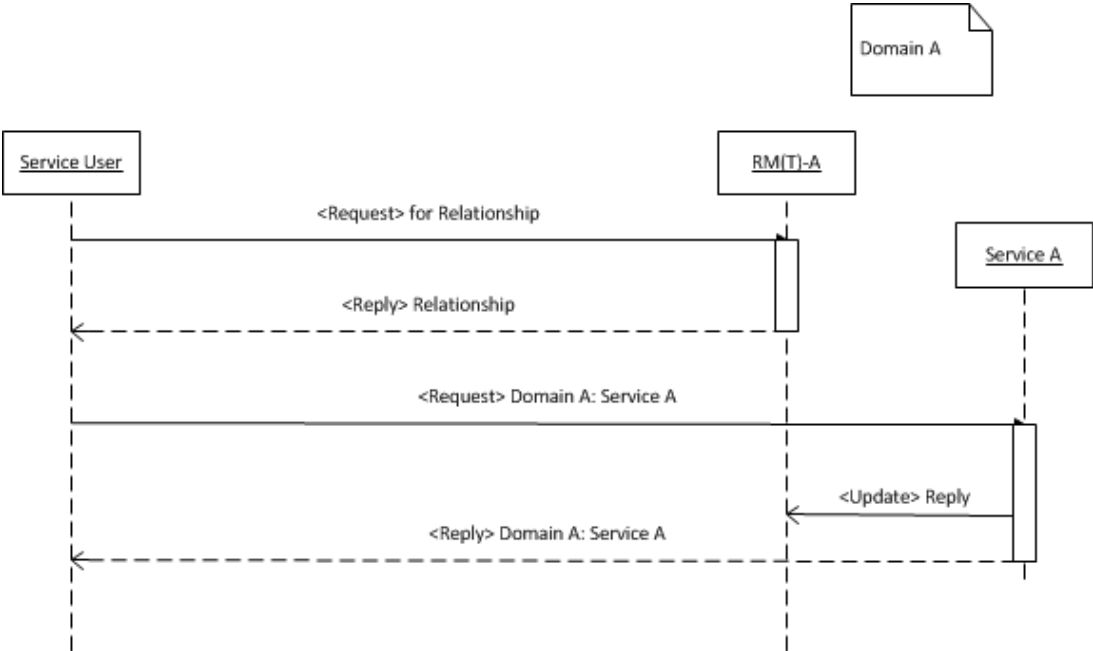 Domain A
Service User
RM(T)-A
<Request> for Relationship
Service A
<Reply> Relationship
<Request> Domain A: Service A
<Update> Reply
<Reply> Domain A: Service A